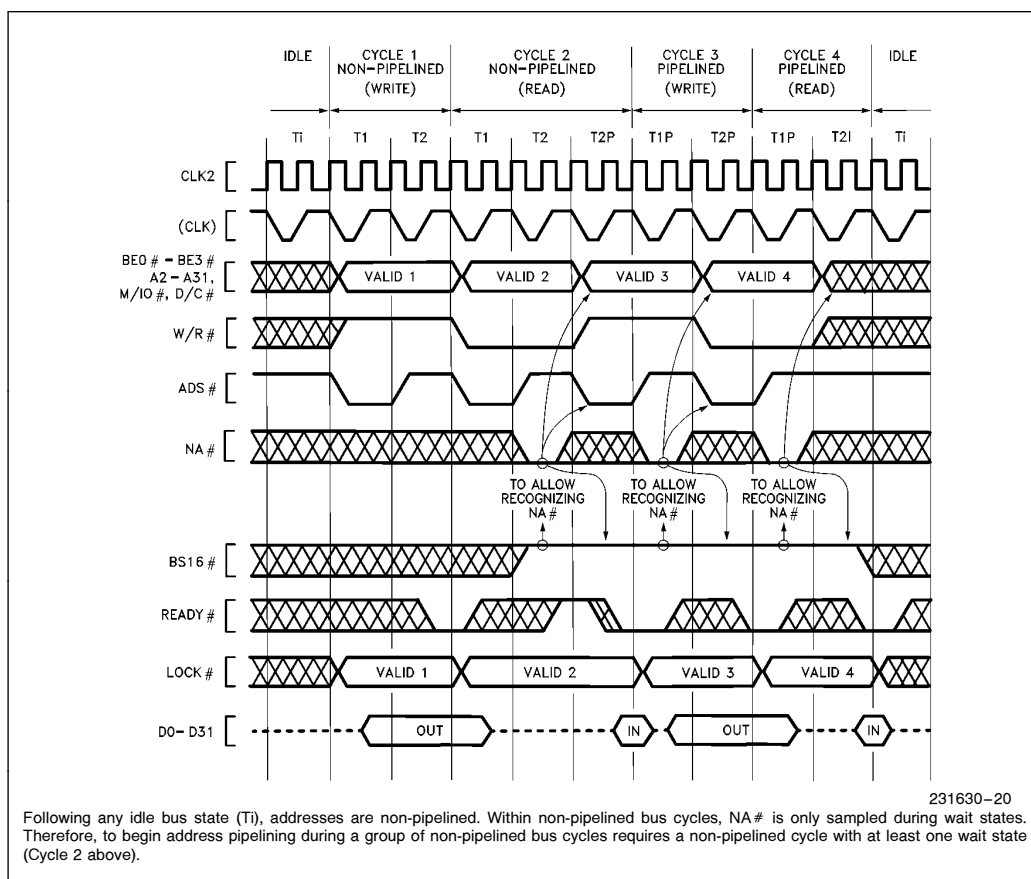 IDLE
CYCLE 1
NON-PIPELINED
(WRITE)
CYCLE 2
NON-PIPELINED
(READ)
CYCLE 3
PIPELINED
(WRITE)
CYCLE 4
PIPELINED
(READ)
IDLE
Ti T1 T2 T1 T2 T2P T1P T2P T1P T2I Ti
CLK2
(CLK)
BE0 # - BE3 #
A2 - A31,
M/IO #, D/C #
VALID 1 VALID 2 VALID 3 VALID 4
W/R #
ADS #
NA #
TO ALLOW
RECOGNIZING
NA #
TO ALLOW
RECOGNIZING
NA #
TO ALLOW
RECOGNIZING
NA #
BS16 #
READY #
LOCK #
VALID 1 VALID 2 VALID 3 VALID 4
D0 - D31
OUT IN OUT IN
231630-20
Following any idle bus state (Ti), addresses are non-pipelined. Within non-pipelined bus cycles, NA# is only sampled during wait states.
Therefore, to begin address pipelining during a group of non-pipelined bus cycles requires a non-pipelined cycle with at least one wait state
(Cycle 2 above).